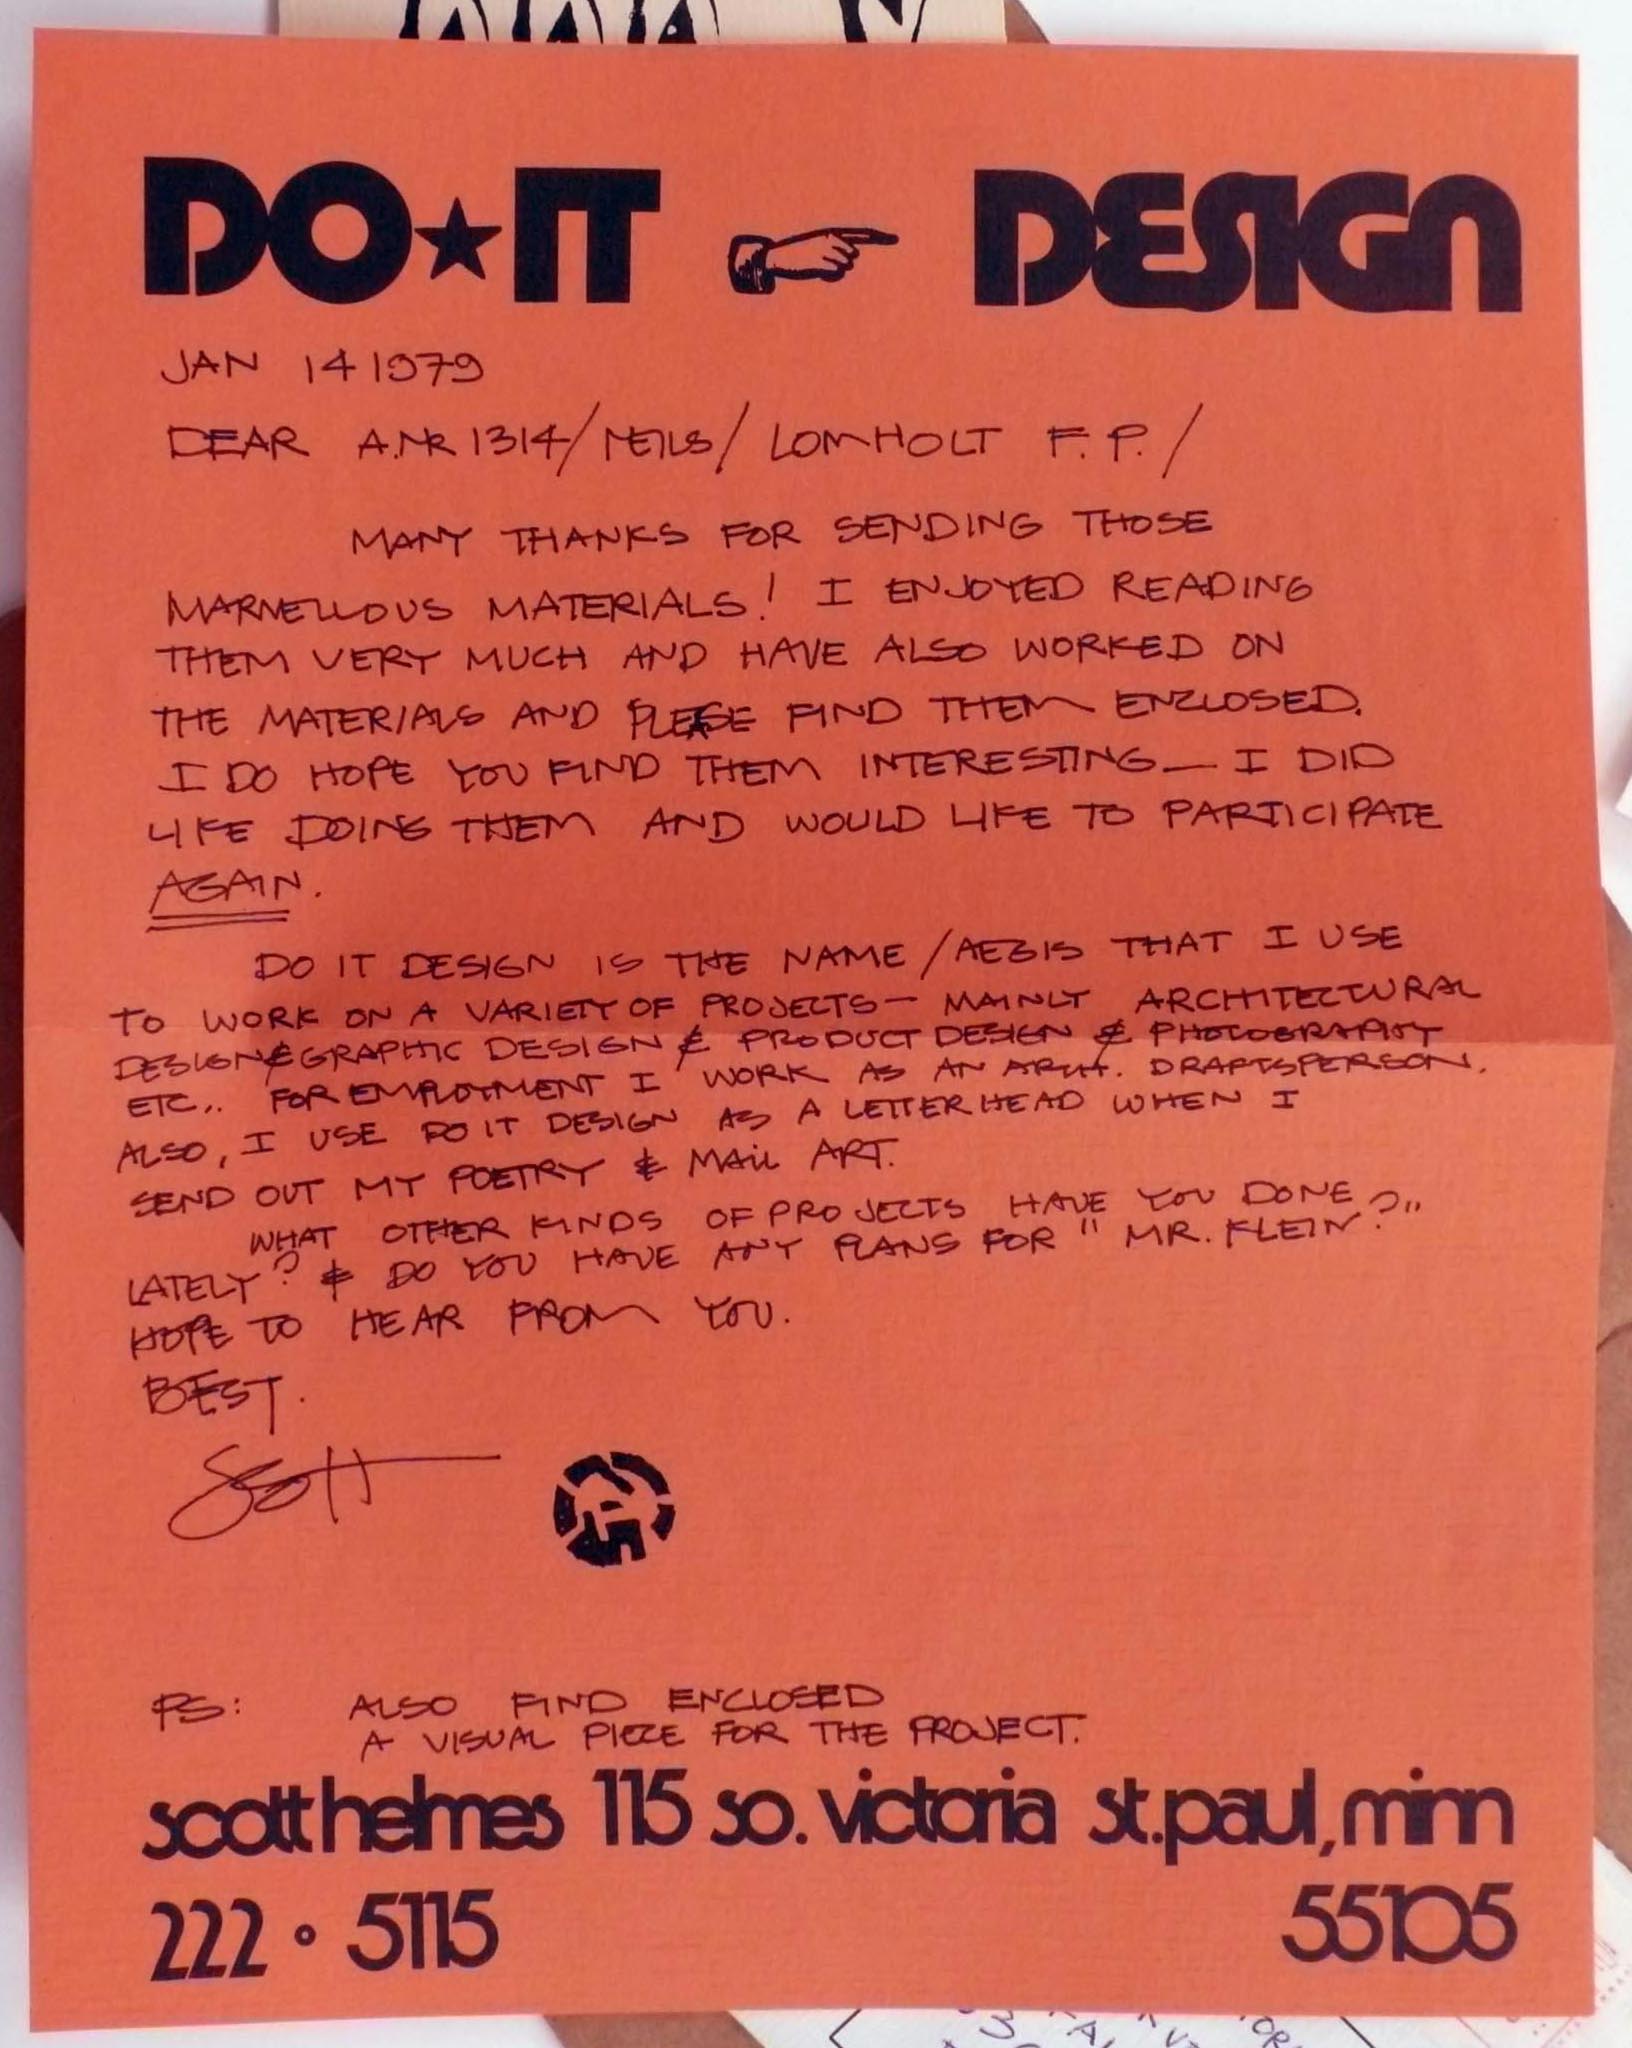 DO★IT ☞ DESIGN
JAN 14 1979
DEAR A.NR 1314/NEILS/LOMHOLT F.P./
MANY THANKS FOR SENDING THOSE
MARVELLOUS MATERIALS! I ENJOYED READING
THEM VERY MUCH AND HAVE ALSO WORKED ON
THE MATERIALS AND PLEASE FIND THEM ENCLOSED.
I DO HOPE YOU FIND THEM INTERESTING — I DID
LIKE DOING THEM AND WOULD LIKE TO PARTICIPATE
AGAIN.
DO IT DESIGN IS THE NAME/AEGIS THAT I USE
TO WORK ON A VARIETY OF PROJECTS — MAINLY ARCHITECTURAL
DESIGN & GRAPHIC DESIGN & PRODUCT DESIGN & PHOTOGRAPHY
ETC.. FOR EMPLOYMENT I WORK AS AN ARCH. DRAFTSPERSON.
ALSO, I USE DO IT DESIGN AS A LETTERHEAD WHEN I
SEND OUT MY POETRY & MAIL ART.
WHAT OTHER KINDS OF PROJECTS HAVE YOU DONE
LATELY? & DO YOU HAVE ANY PLANS FOR "MR. KLEIN?"
HOPE TO HEAR FROM YOU.
BEST.
Scott
PS: ALSO FIND ENCLOSED
A VISUAL PIECE FOR THE PROJECT.
scott helmes 115 so. victoria st.paul, minn
222 • 5115 55105